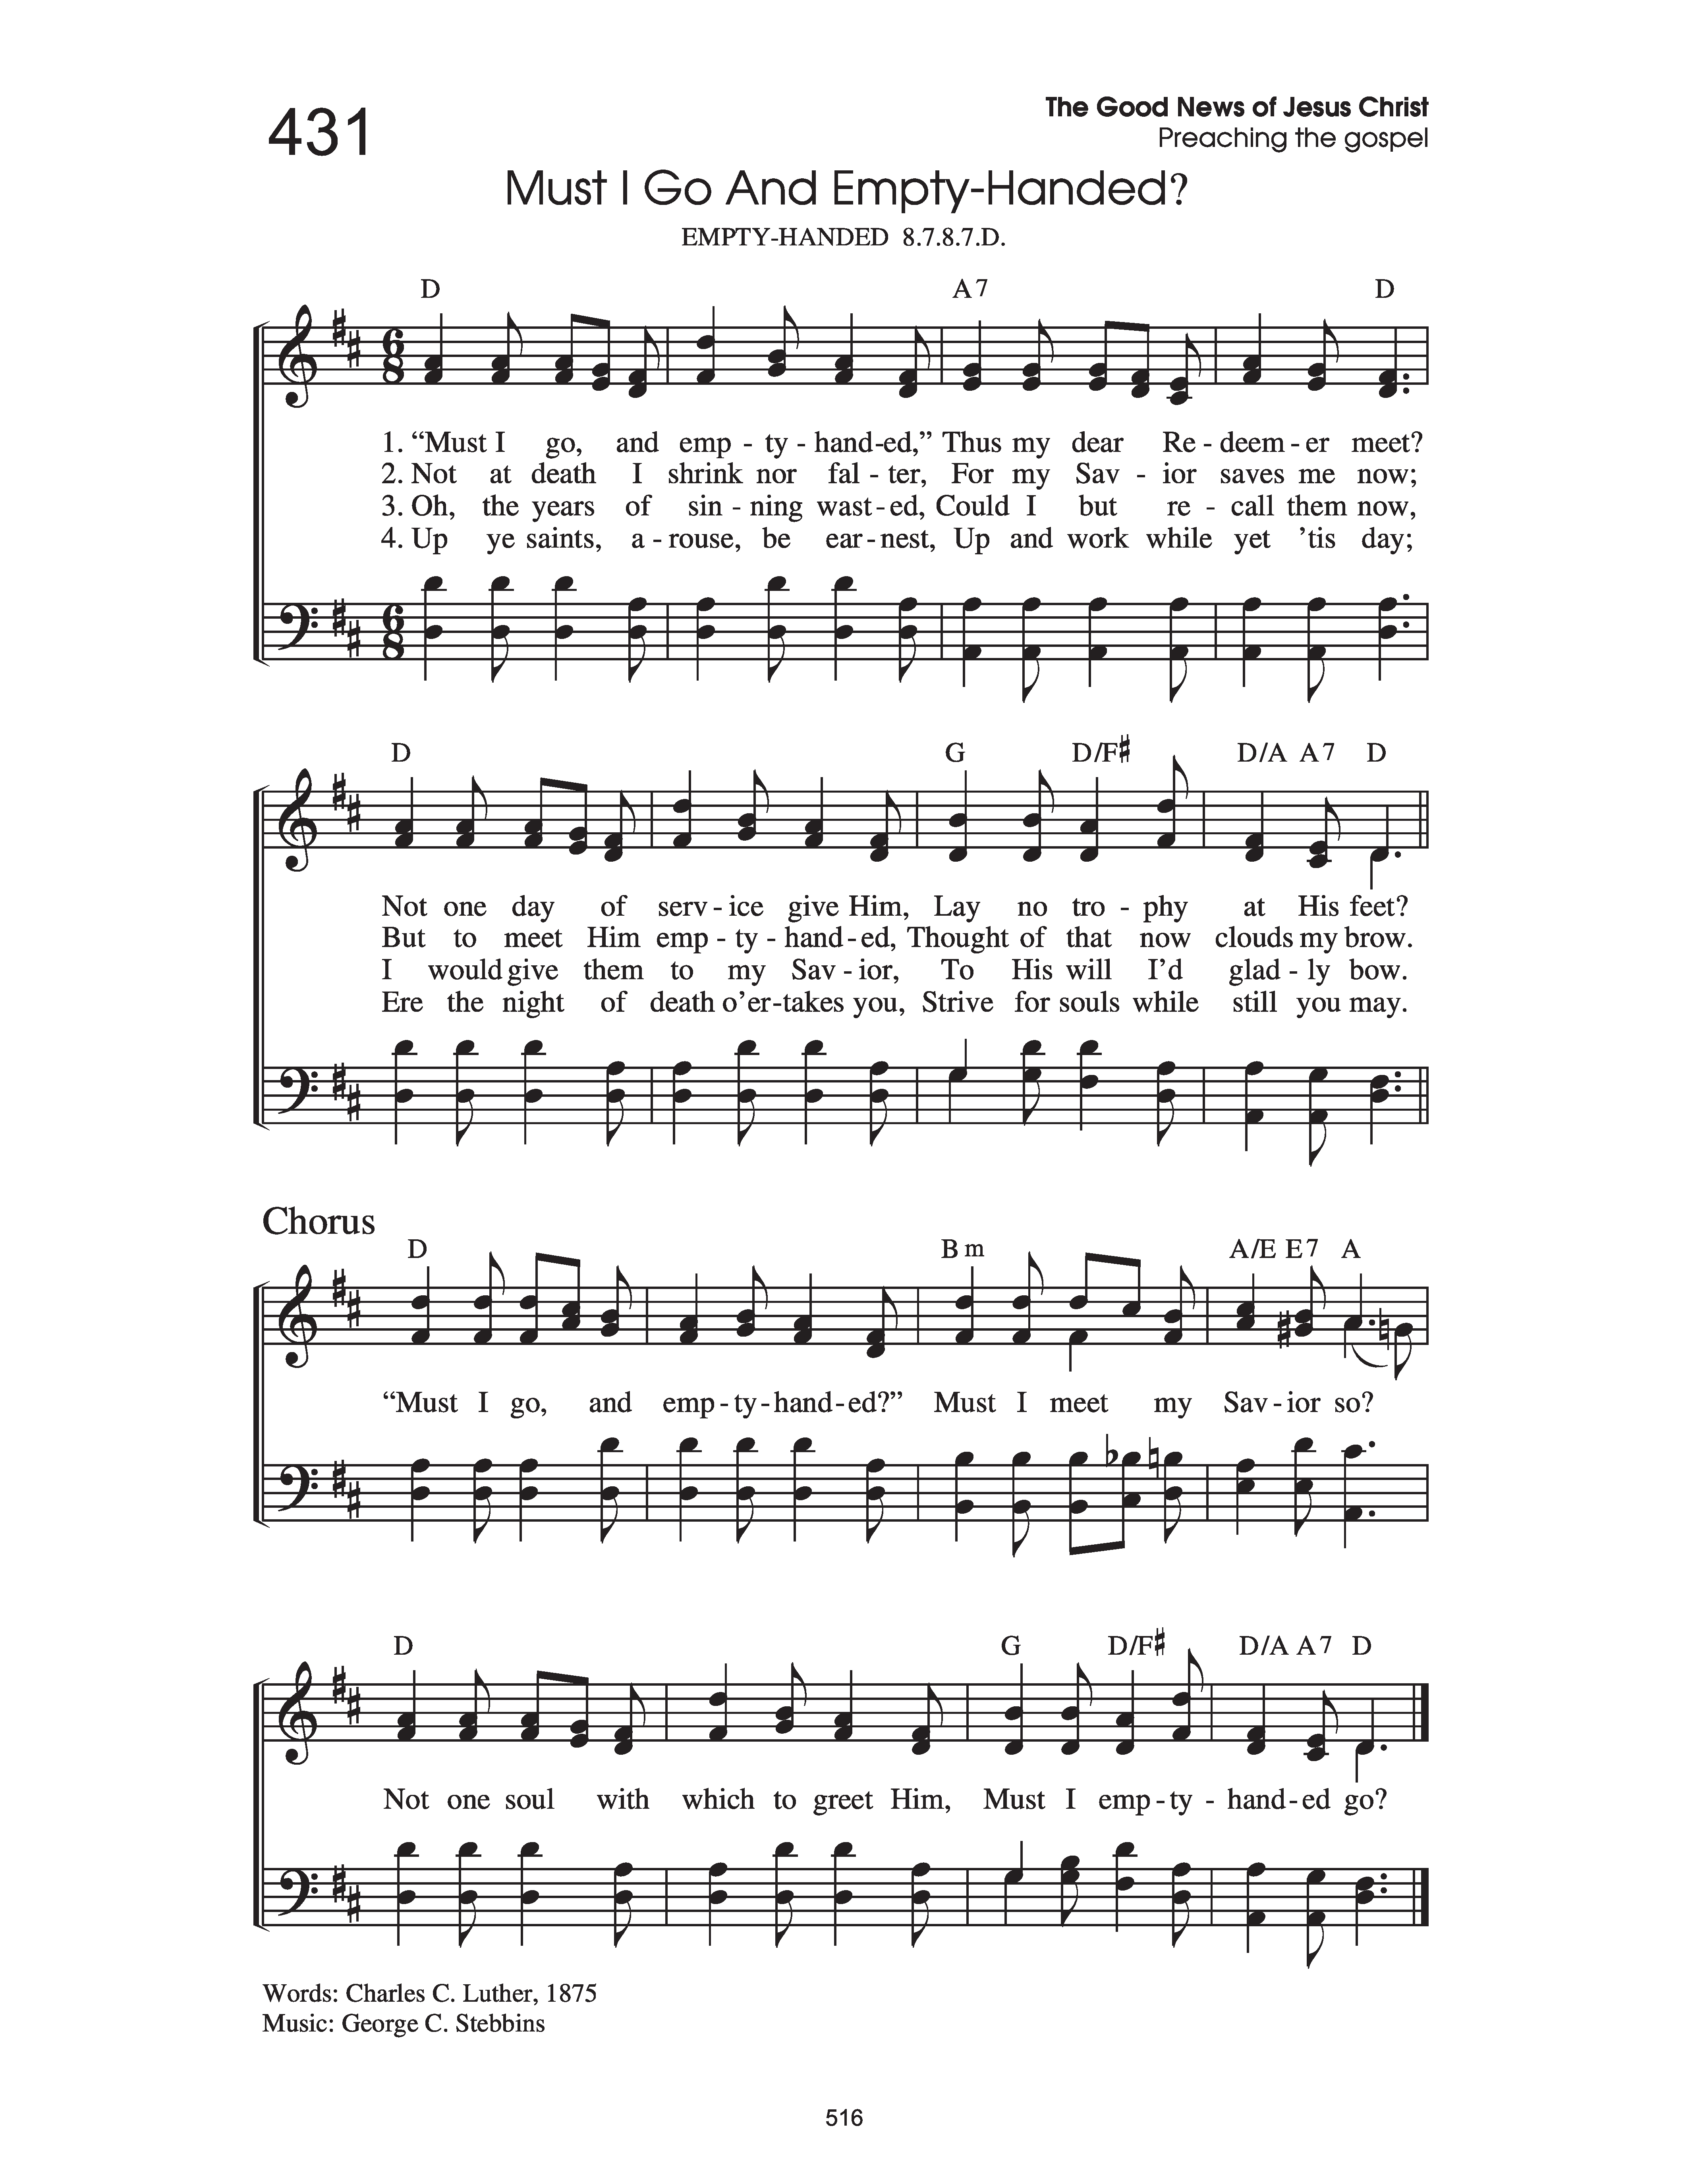 431
The Good News of Jesus Christ
Preaching the gospel
Must I Go And Empty-Handed?
EMPTY-HANDED 8.7.8.7.D.
D A7 D
6 8
1. “Must I go, and emp - ty - hand-ed,” Thus my dear Re - deem - er meet?
2. Not at death I shrink nor fal - ter, For my Sav - ior saves me now;
3. Oh, the years of sin - ning wast - ed, Could I but re - call them now,
4. Up ye saints, a - rouse, be ear - nest, Up and work while yet ’tis day;
6 8
D G D/F♯ D/A A7 D
Not one day of serv - ice give Him, Lay no tro - phy at His feet?
But to meet Him emp - ty - hand - ed, Thought of that now clouds my brow.
I would give them to my Sav - ior, To His will I’d glad - ly bow.
Ere the night of death o’er-takes you, Strive for souls while still you may.
Chorus
D Bm A/E E7 A
“Must I go, and emp - ty - hand - ed?” Must I meet my Sav - ior so?
D G D/F♯ D/A A7 D
Not one soul with which to greet Him, Must I emp - ty - hand - ed go?
Words: Charles C. Luther, 1875
Music: George C. Stebbins
516